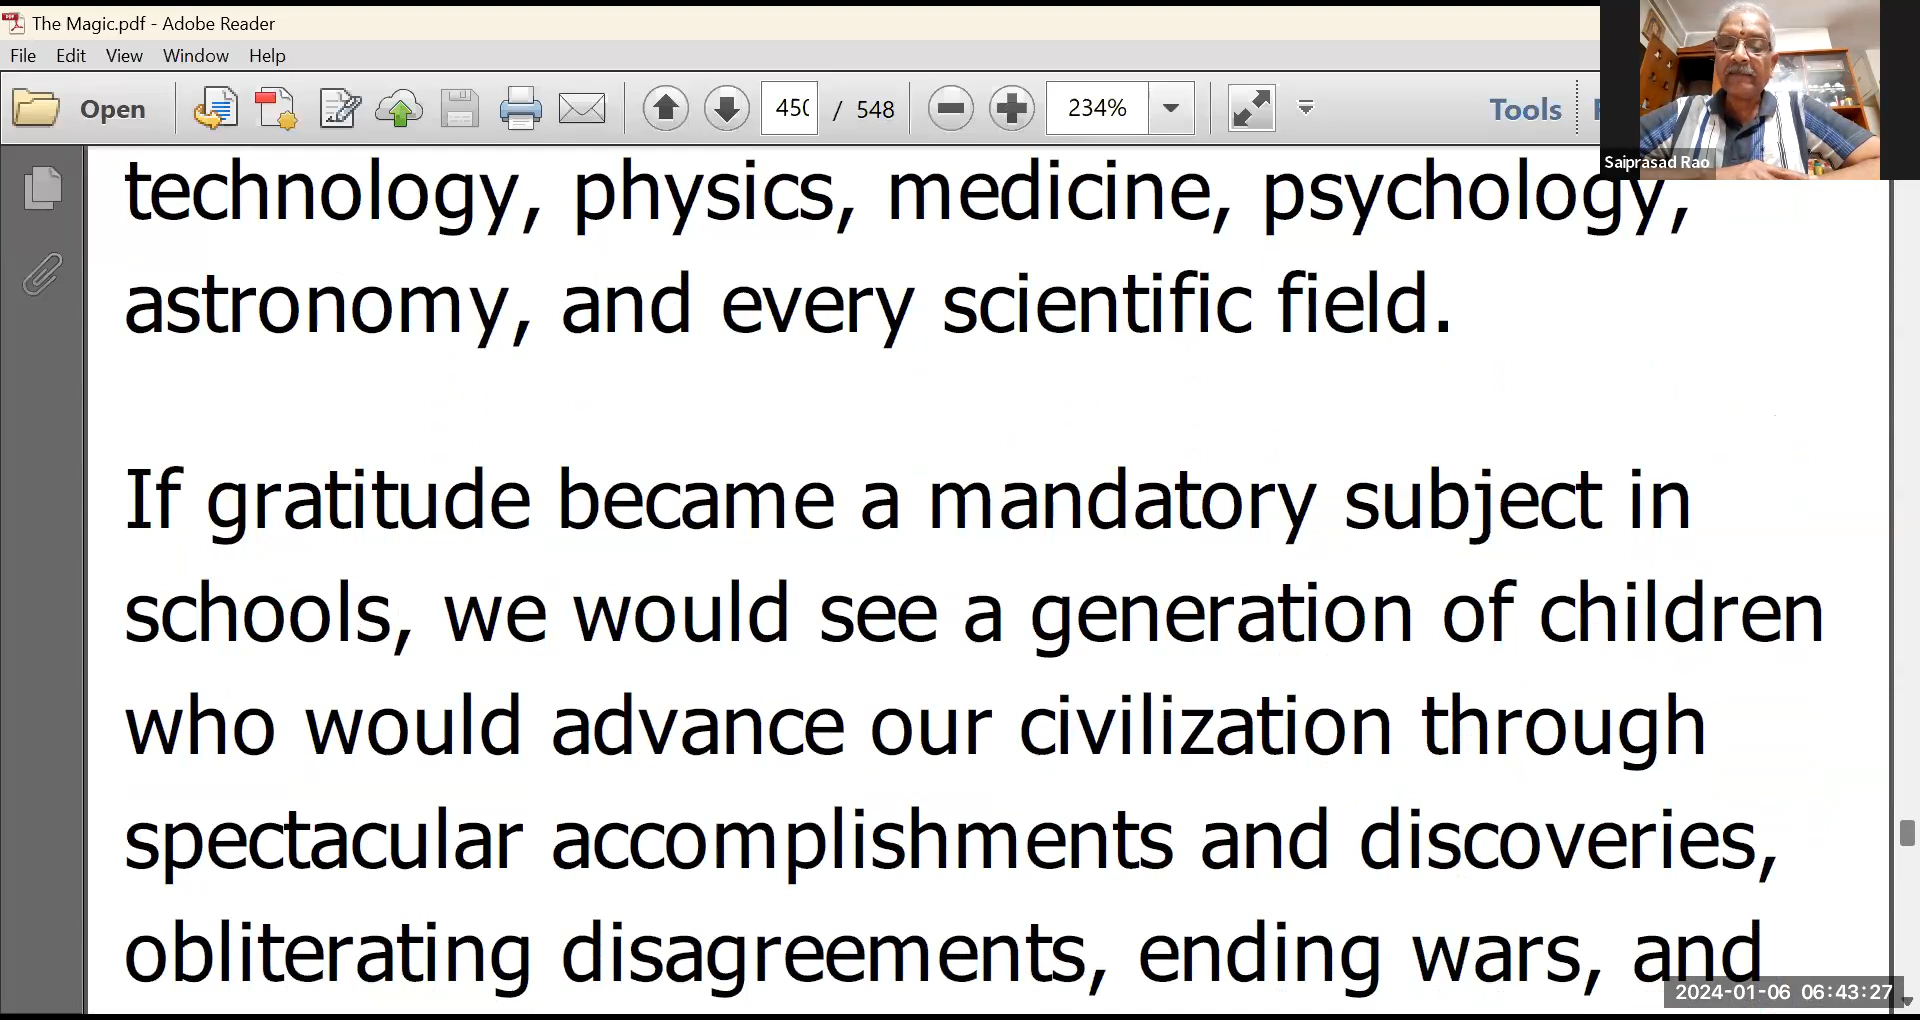 The Magic.pdf - Adobe Reader
File Edit View Window Help
Open 450 / 548 234% Tools
Saiprasad Rao
technology, physics, medicine, psychology,
astronomy, and every scientific field.
If gratitude became a mandatory subject in
schools, we would see a generation of children
who would advance our civilization through
spectacular accomplishments and discoveries,
obliterating disagreements, ending wars, and
2024-01-06 06:43:27